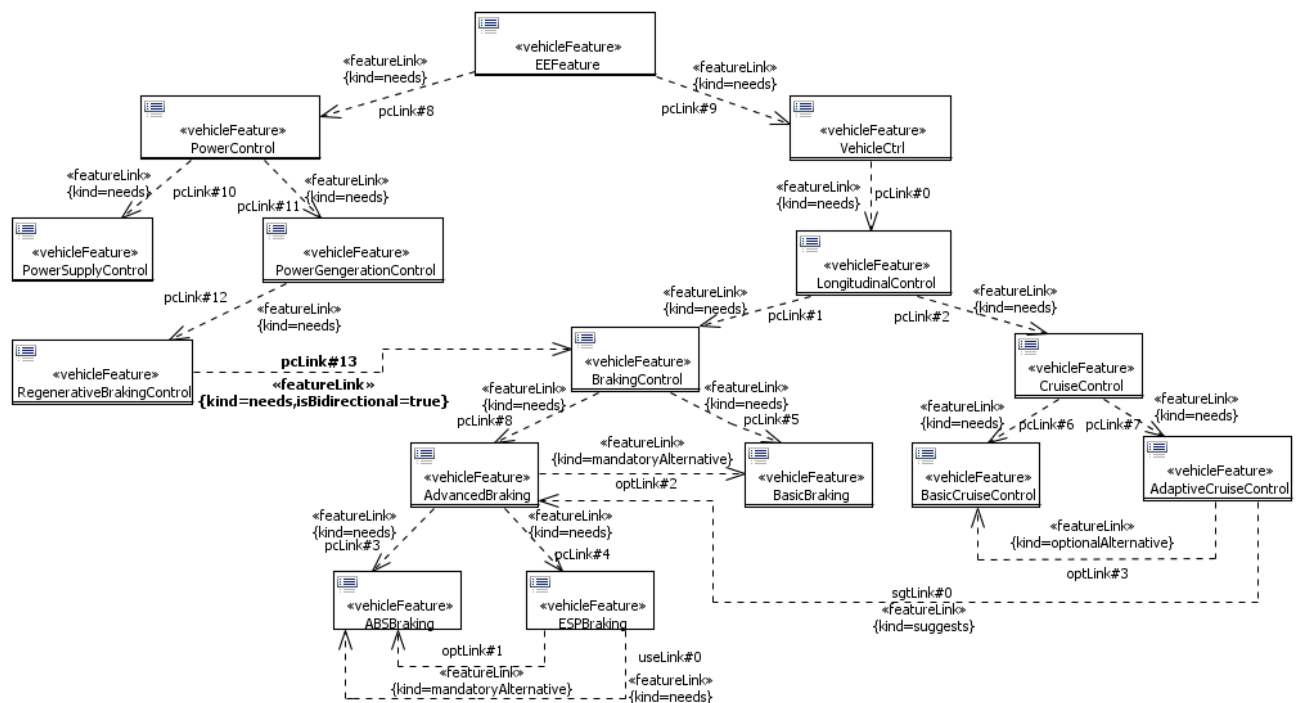 «vehicleFeature»
EEFeature
«featureLink»
{kind=needs}
pcLink#8
«featureLink»
{kind=needs}
pcLink#9
«vehicleFeature»
PowerControl
«vehicleFeature»
VehicleCtrl
«featureLink»
{kind=needs}
pcLink#10
«featureLink»
{kind=needs}
pcLink#11
«featureLink»
{kind=needs}
pcLink#0
«vehicleFeature»
PowerSupplyControl
«vehicleFeature»
PowerGengerationControl
«vehicleFeature»
LongitudinalControl
pcLink#12
«featureLink»
{kind=needs}
«featureLink»
{kind=needs}
pcLink#1
«featureLink»
{kind=needs}
pcLink#2
«vehicleFeature»
RegenerativeBrakingControl
pcLink#13
«featureLink»
{kind=needs,isBidirectional=true}
«vehicleFeature»
BrakingControl
«vehicleFeature»
CruiseControl
«featureLink»
{kind=needs}
pcLink#8
«featureLink»
{kind=needs}
pcLink#5
«featureLink»
{kind=needs}
pcLink#6
«featureLink»
{kind=needs}
pcLink#7
«vehicleFeature»
AdvancedBraking
«featureLink»
{kind=mandatoryAlternative}
optLink#2
«vehicleFeature»
BasicBraking
«vehicleFeature»
BasicCruiseControl
«vehicleFeature»
AdaptiveCruiseControl
«featureLink»
{kind=needs}
pcLink#3
«featureLink»
{kind=needs}
pcLink#4
«featureLink»
{kind=optionalAlternative}
optLink#3
«vehicleFeature»
ABSBraking
«vehicleFeature»
ESPBraking
sgtLink#0
«featureLink»
{kind=suggests}
optLink#1
«featureLink»
{kind=mandatoryAlternative}
useLink#0
«featureLink»
{kind=needs}